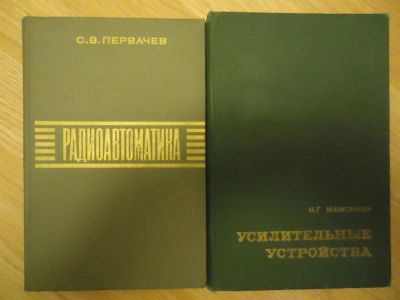 С.В. ПЕРВАЧЕВ
РАДИОАВТОМАТИКА
И.Г. МАМОНКИН
УСИЛИТЕЛЬНЫЕ
УСТРОЙСТВА